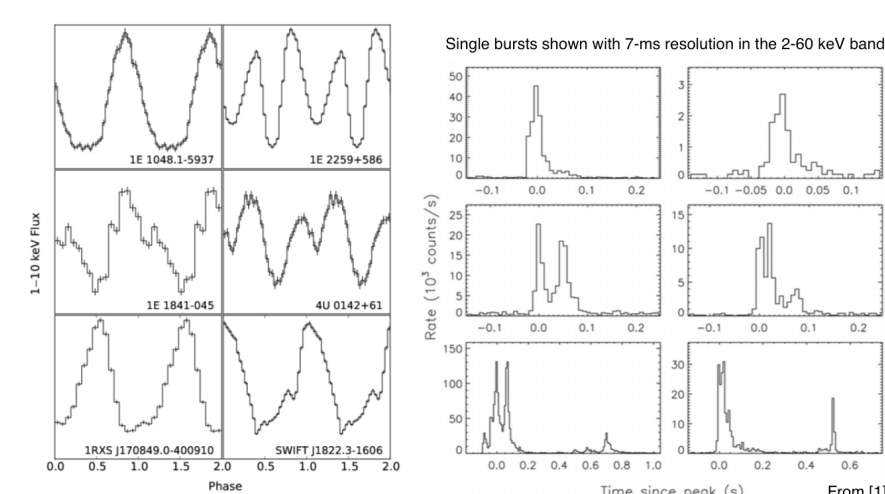 Single bursts shown with 7-ms resolution in the 2-60 keV band
1−10 keV Flux
1E 1048.1-5937
1E 2259+586
1E 1841-045
4U 0142+61
1RXS J170849.0-400910
SWIFT J1822.3-1606
0.0 0.5 1.0 1.5 2.0 0.5 1.0 1.5 2.0
Phase
Rate (10³ counts/s)
50
40
30
20
10
0
−0.1 0.0 0.1 0.2
3
2
1
0
−0.1 −0.05 0.0 0.05 0.1
25
20
15
10
5
0
−0.1 0.0 0.1 0.2
15
10
5
0
−0.1 0.0 0.1 0.2
150
100
50
0
0.0 0.2 0.4 0.6 0.8 1.0
30
20
10
0
0.0 0.2 0.4 0.6
Time since peak (s)
From [1]